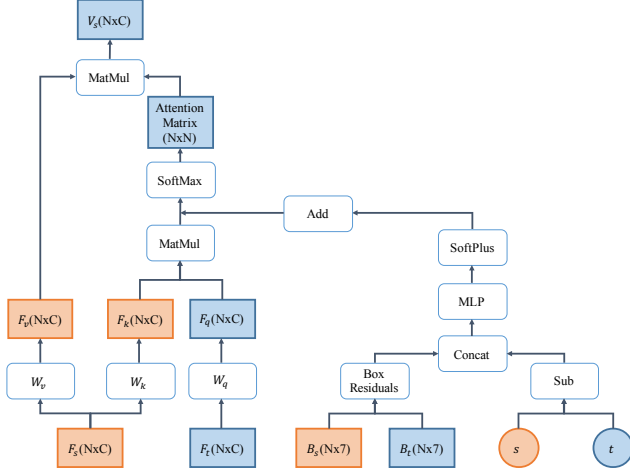 V_s(NxC)
MatMul
Attention
Matrix
(NxN)
SoftMax
Add
MatMul
SoftPlus
MLP
F_v(NxC)
F_k(NxC)
F_q(NxC)
Concat
W_v
W_k
W_q
Box
Residuals
Sub
F_s(NxC)
F_t(NxC)
B_s(Nx7)
B_t(Nx7)
s
t